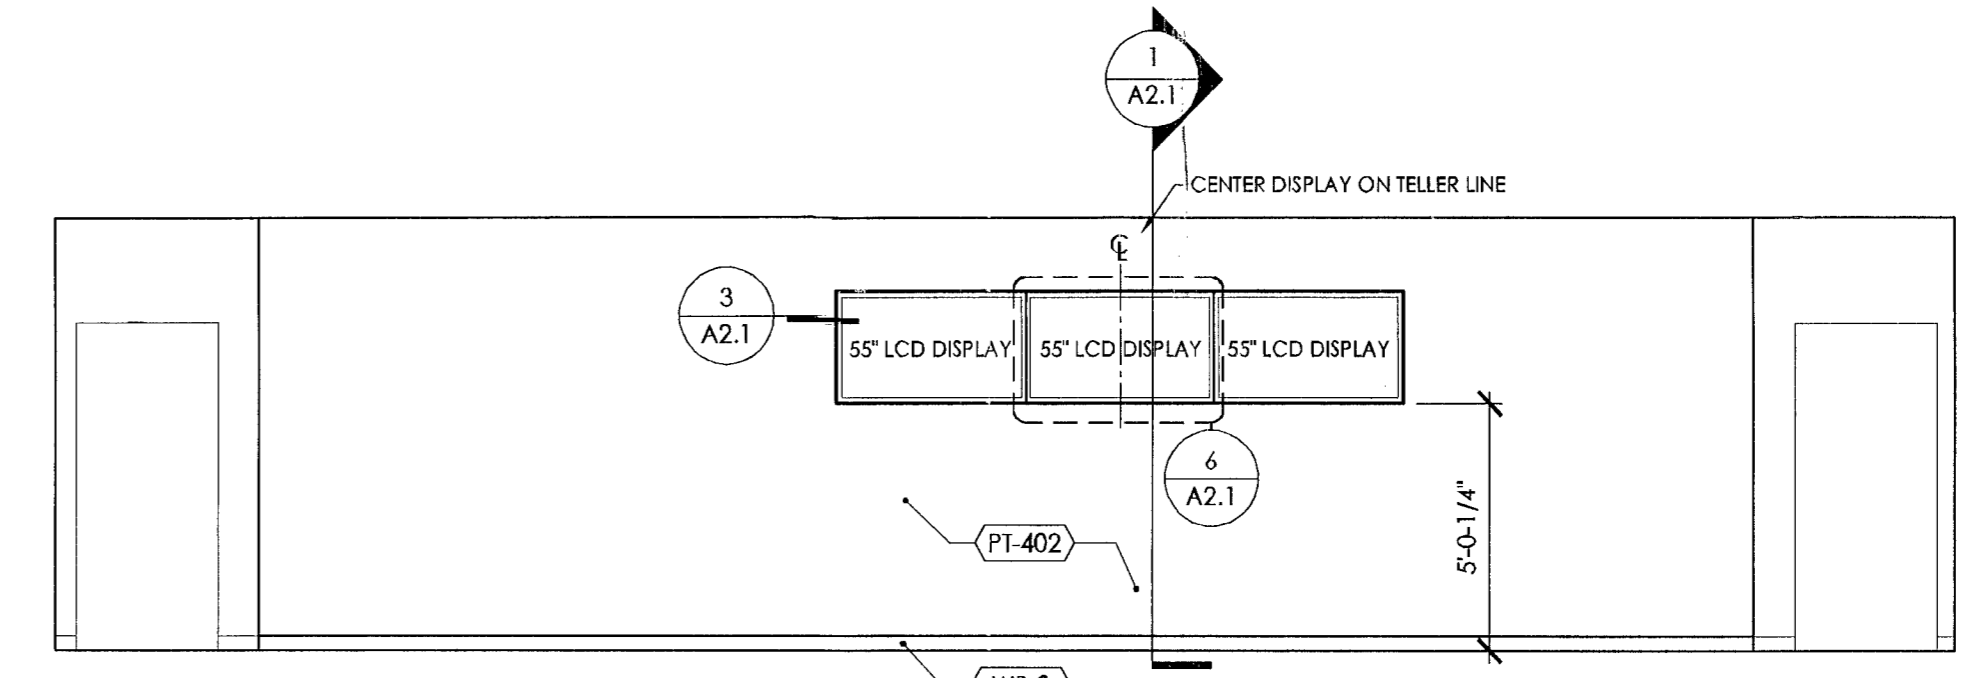 1
A2.1
CENTER DISPLAY ON TELLER LINE
CL
3
A2.1
55" LCD DISPLAY
55" LCD DISPLAY
55" LCD DISPLAY
6
A2.1
5'-0-1/4"
PT-402